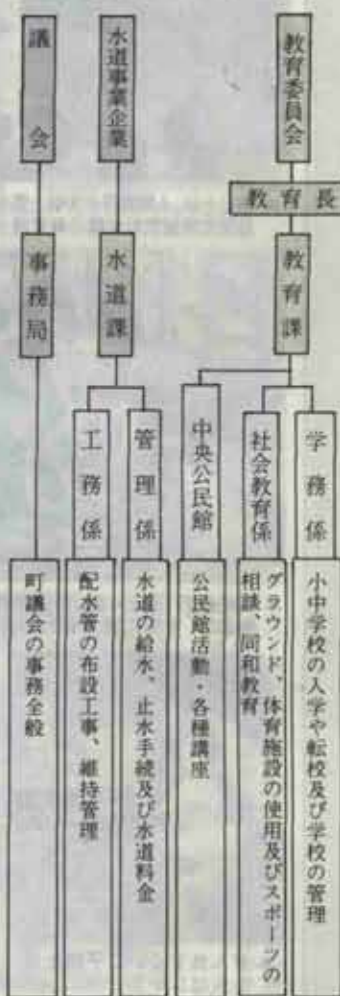 教育委員会
教育長
教育課
学務係
小中学校の入学や転校及び学校の管理
社会教育係
グラウンド、体育施設の使用及びスポーツの
相談、同和教育
中央公民館
公民館活動・各種講座
水道事業企業
水道課
管理係
水道の給水、止水手続及び水道料金
工務係
配水管の布設工事、維持管理
議会
事務局
町議会の事務全般